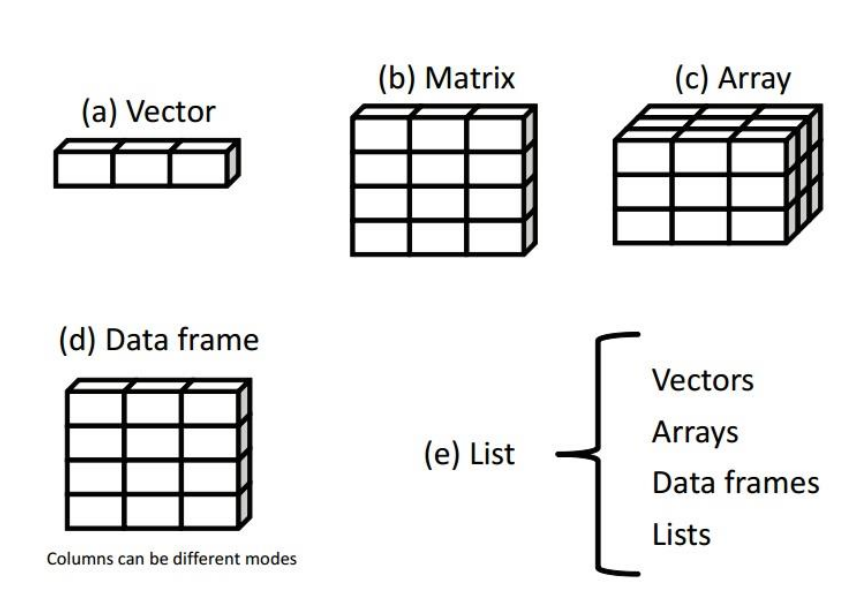 (a) Vector
(b) Matrix
(c) Array
(d) Data frame
Columns can be different modes
(e) List
Vectors
Arrays
Data frames
Lists